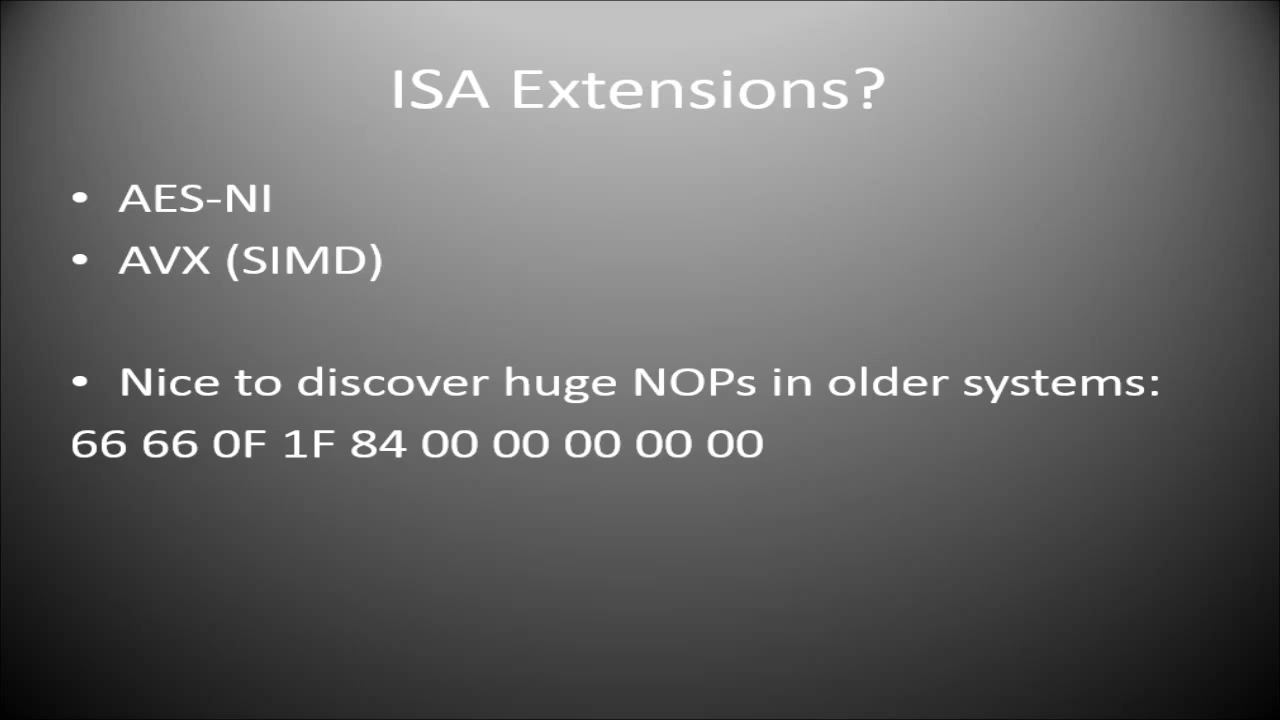 ISA Extensions?
• AES-NI
• AVX (SIMD)
• Nice to discover huge NOPs in older systems:
66 66 0F 1F 84 00 00 00 00 00